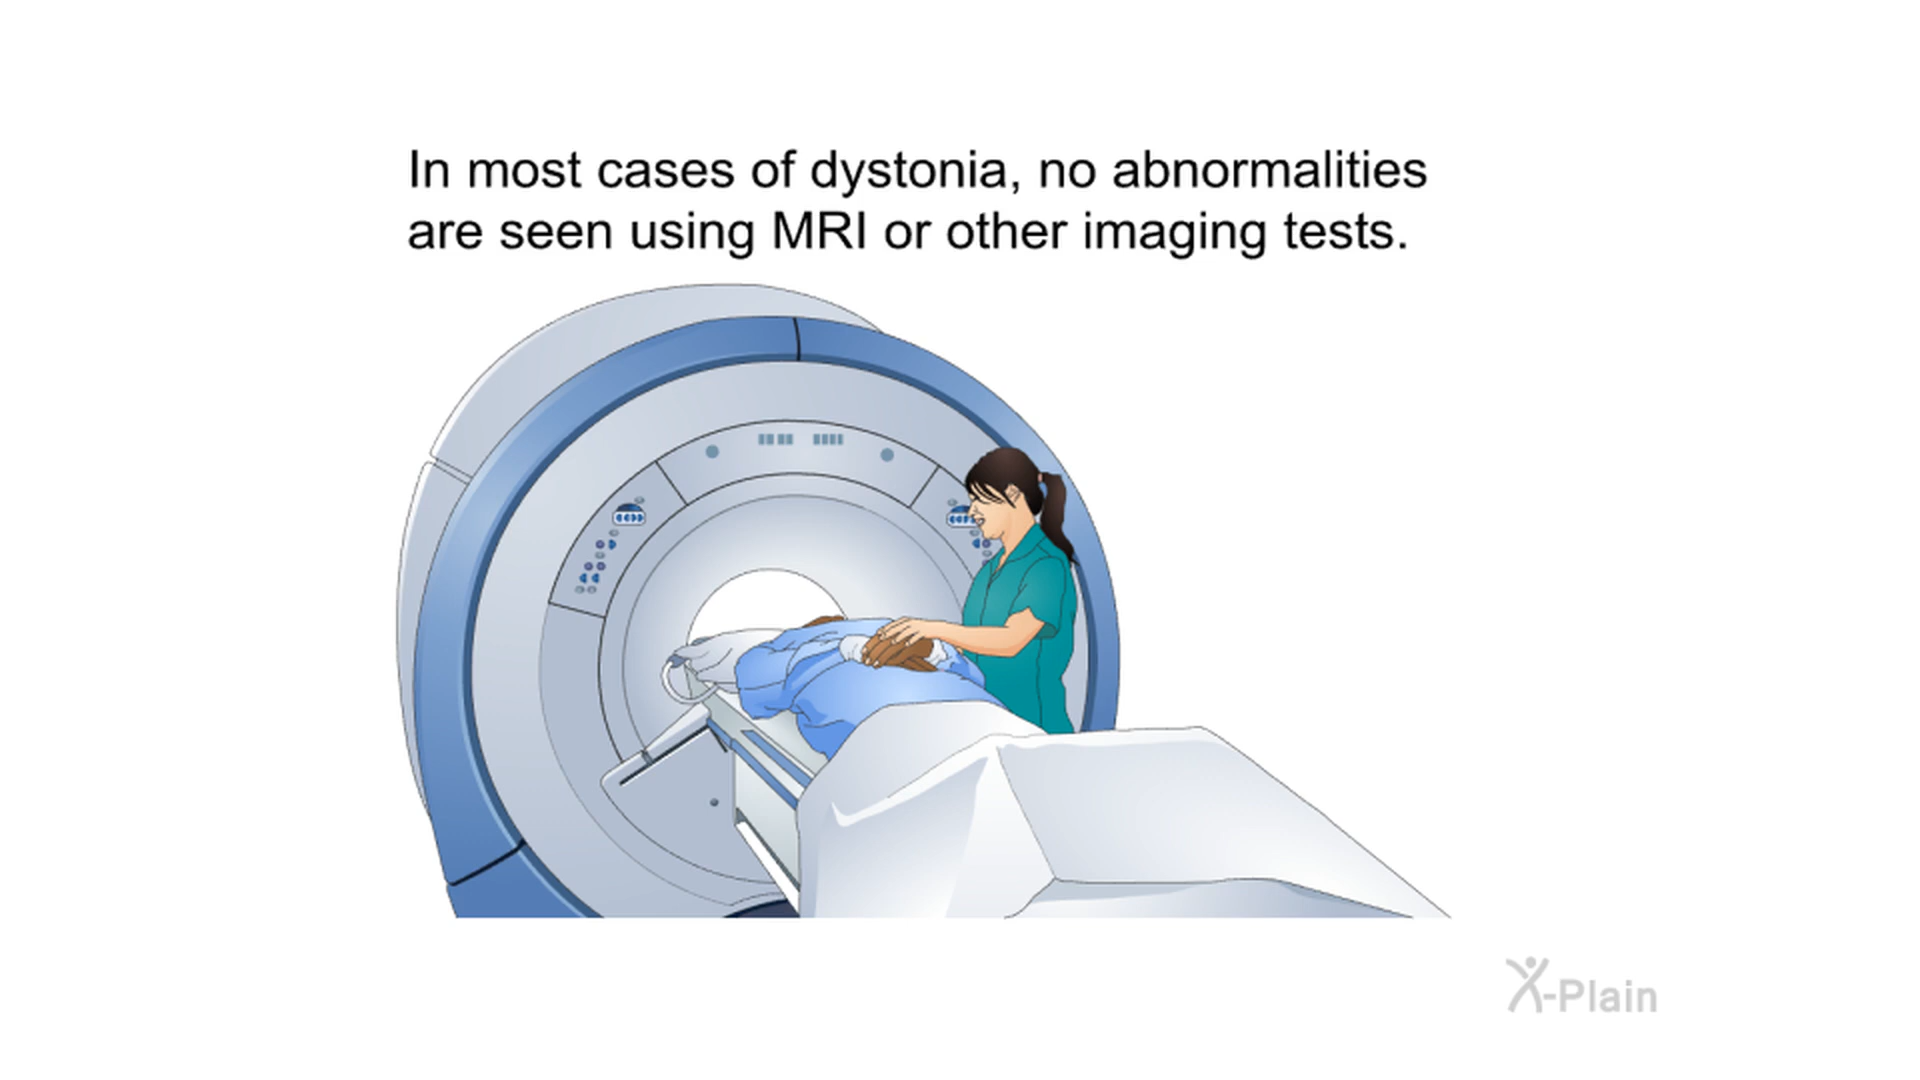 In most cases of dystonia, no abnormalities
are seen using MRI or other imaging tests.
X-Plain